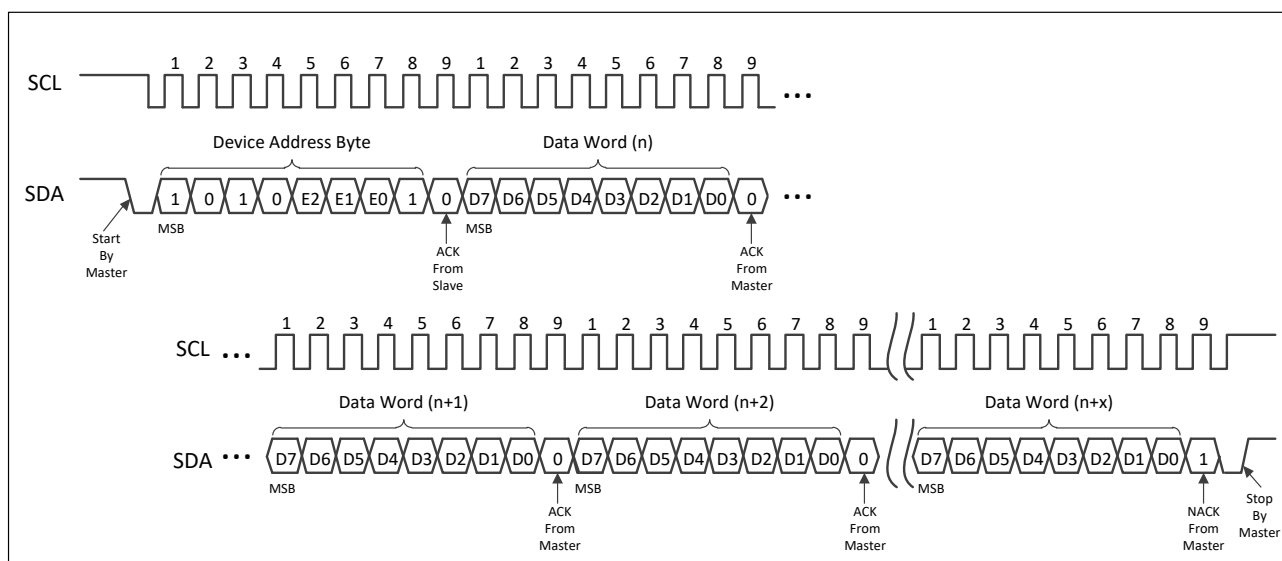 1 2 3 4 5 6 7 8 9 1 2 3 4 5 6 7 8 9
SCL ...
Device Address Byte Data Word (n)
SDA 1 0 1 0 E2 E1 E0 1 0 D7 D6 D5 D4 D3 D2 D1 D0 0 ...
MSB MSB
Start
By
Master
ACK
From
Slave
ACK
From
Master
1 2 3 4 5 6 7 8 9 1 2 3 4 5 6 7 8 9 1 2 3 4 5 6 7 8 9
SCL ...
Data Word (n+1) Data Word (n+2) Data Word (n+x)
SDA ... D7 D6 D5 D4 D3 D2 D1 D0 0 D7 D6 D5 D4 D3 D2 D1 D0 0 D7 D6 D5 D4 D3 D2 D1 D0 1
MSB MSB MSB
ACK
From
Master
ACK
From
Master
NACK
From
Master
Stop
By
Master